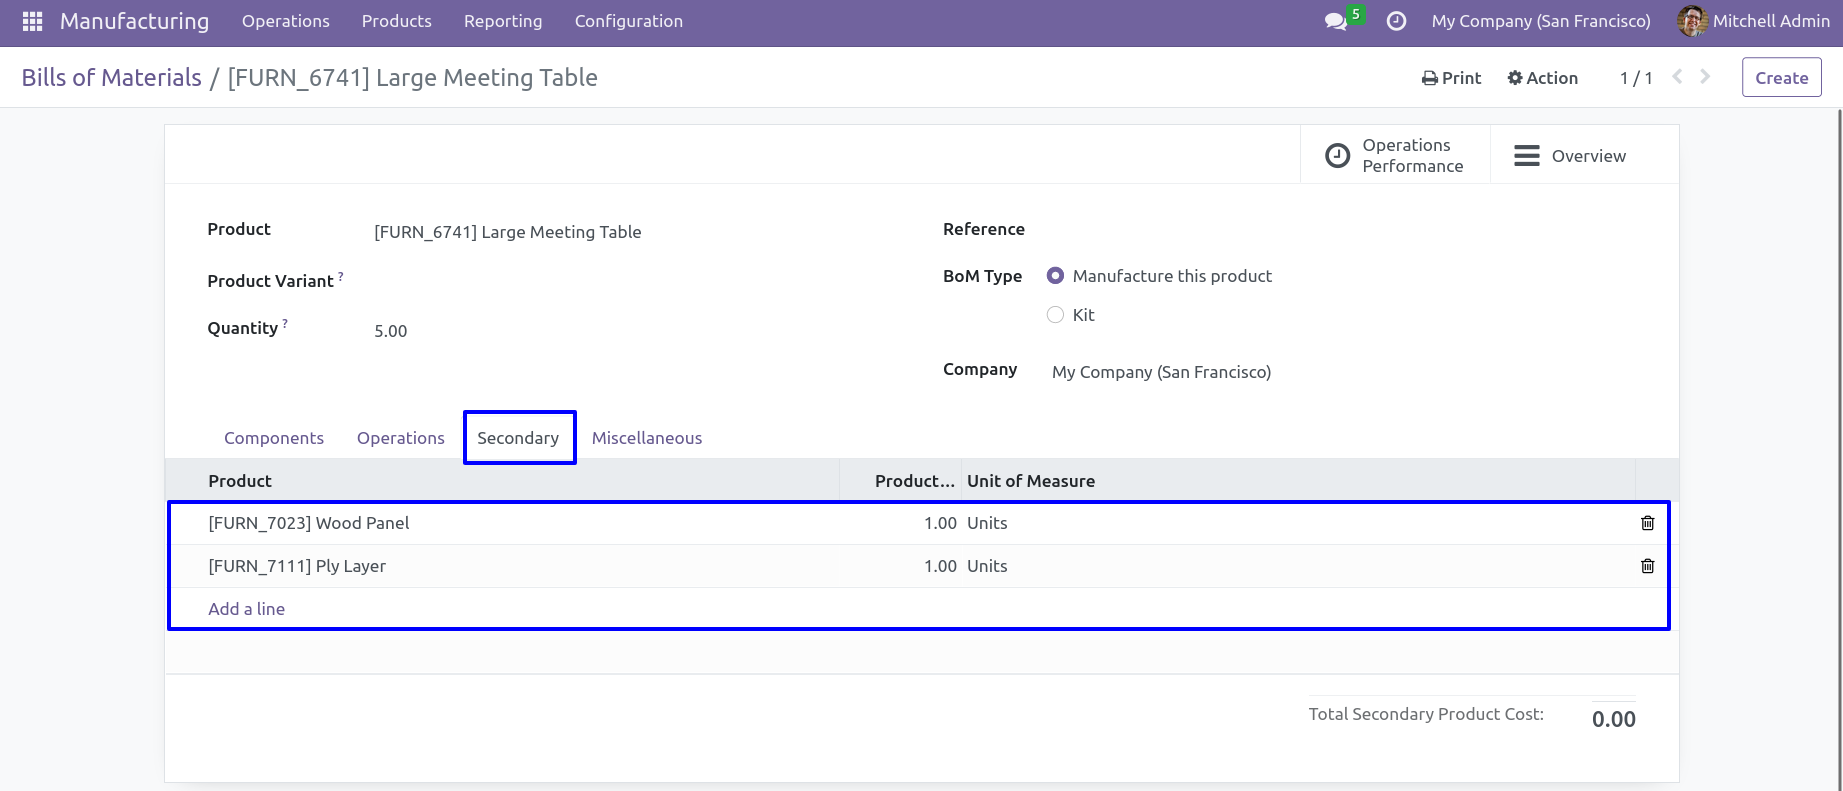 Manufacturing Operations Products Reporting Configuration 5 My Company (San Francisco) Mitchell Admin
Bills of Materials / [FURN_6741] Large Meeting Table Print Action 1 / 1 Create
Operations
Performance
Overview
Product [FURN_6741] Large Meeting Table
Product Variant ?
Quantity ? 5.00
Reference
BoM Type Manufacture this product
Kit
Company My Company (San Francisco)
Components Operations Secondary Miscellaneous
Product Product... Unit of Measure
[FURN_7023] Wood Panel 1.00 Units
[FURN_7111] Ply Layer 1.00 Units
Add a line
Total Secondary Product Cost: 0.00